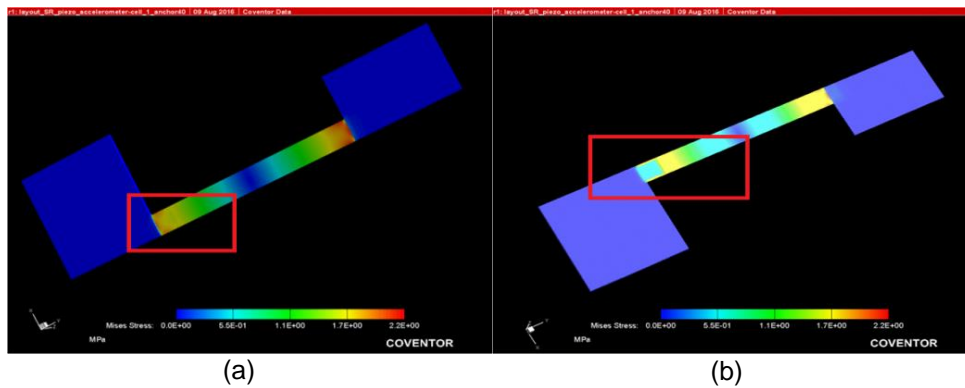 r1: layout_SR_piezo_accelerometer-cell_1_anchor40 | 09 Aug 2016 | Coventor Data
Mises Stress: 0.0E+00 5.5E-01 1.1E+00 1.7E+00 2.2E+00
MPa
COVENTOR
(a)
r1: layout_SR_piezo_accelerometer-cell_1_anchor40 | 09 Aug 2016 | Coventor Data
Mises Stress: 0.0E+00 5.5E-01 1.1E+00 1.7E+00 2.2E+00
MPa
COVENTOR
(b)